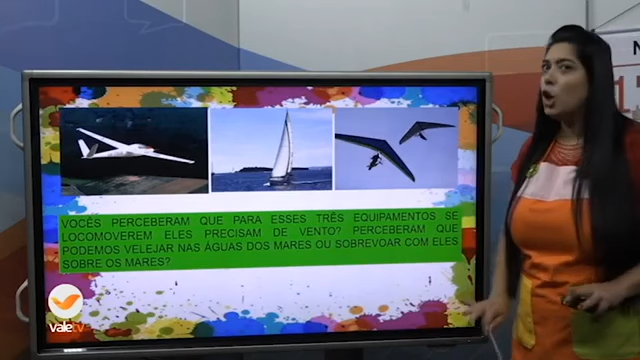 VOCÊS PERCEBERAM QUE PARA ESSES TRÊS EQUIPAMENTOS SE
LOCOMOVEREM ELES PRECISAM DE VENTO? PERCEBERAM QUE
PODEMOS VELEJAR NAS ÁGUAS DOS MARES OU SOBREVOAR COM ELES
SOBRE OS MARES?
valetv
N
1